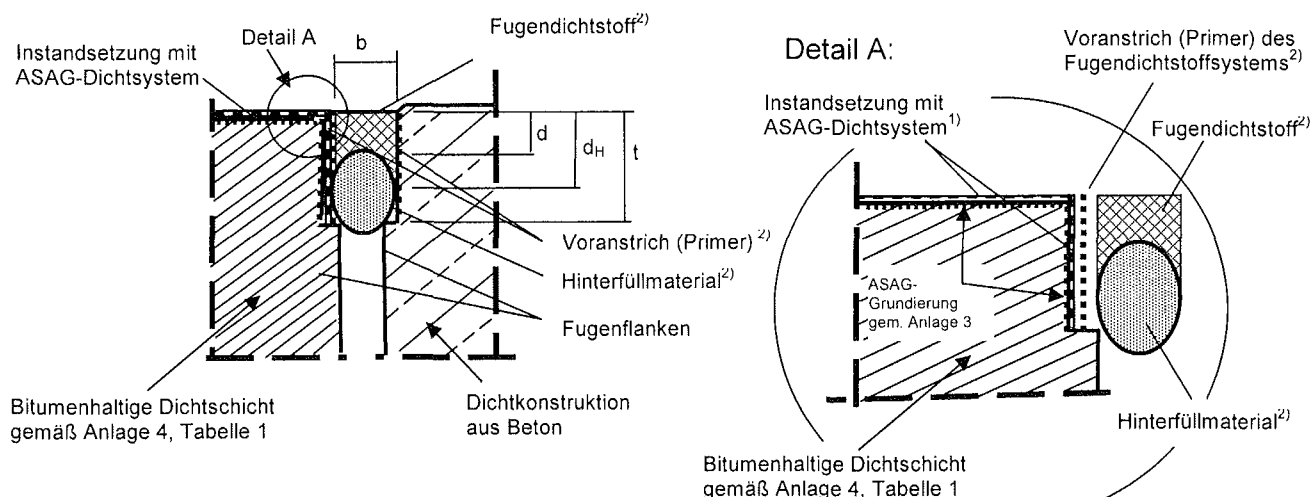 Instandsetzung mit
ASAG-Dichtsystem
Detail A
b
Fugendichtstoff2)
d
dH
t
Voranstrich (Primer) 2)
Hinterfüllmaterial2)
Fugenflanken
Bitumenhaltige Dichtschicht
gemäß Anlage 4, Tabelle 1
Dichtkonstruktion
aus Beton
Detail A:
Voranstrich (Primer) des
Fugendichtstoffsystems2)
Instandsetzung mit
ASAG-Dichtsystem1)
Fugendichtstoff2)
ASAG-
Grundierung
gem. Anlage 3
Hinterfüllmaterial2)
Bitumenhaltige Dichtschicht
gemäß Anlage 4, Tabelle 1